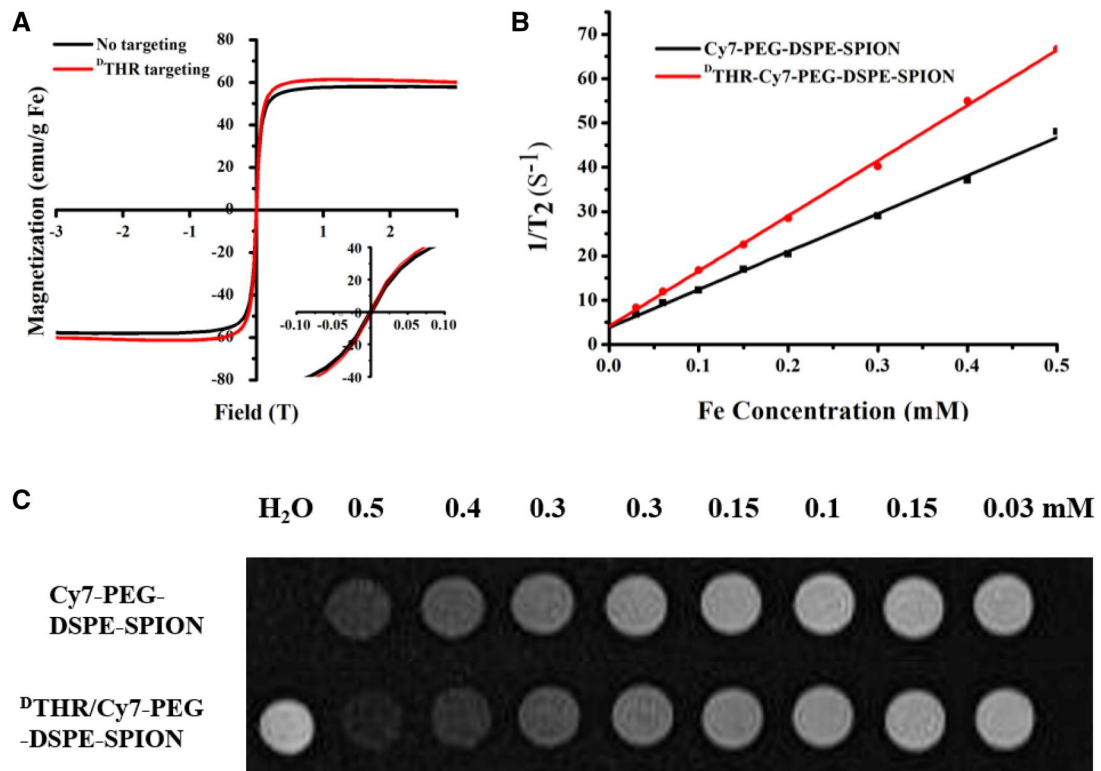 A
No targeting
ᴰTHR targeting
Magnetization (emu/g Fe)
80
60
40
20
0
-20
-40
-60
-80
-3
-2
-1
1
2
Field (T)
40
20
0
-20
-40
-0.10
-0.05
0.05
0.10
B
Cy7-PEG-DSPE-SPION
ᴰTHR-Cy7-PEG-DSPE-SPION
1/T₂ (S⁻¹)
70
60
50
40
30
20
10
0
0.0
0.1
0.2
0.3
0.4
0.5
Fe Concentration (mM)
C
H₂O 0.5 0.4 0.3 0.3 0.15 0.1 0.15 0.03 mM
Cy7-PEG-
DSPE-SPION
ᴰTHR/Cy7-PEG
-DSPE-SPION